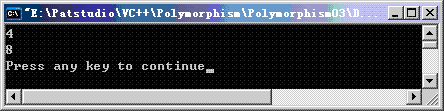 "E:\Patstudio\VC++\Polymorphism\Polymorphism03\D...
4
8
Press any key to continue_